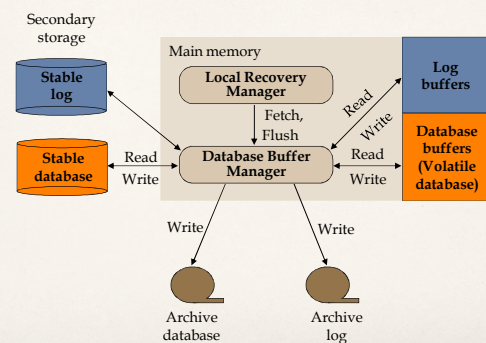 Secondary
storage
Main memory
Stable
log
Local Recovery
Manager
Log
buffers
Read
Write
Fetch,
Flush
Stable
database
Read
Write
Database Buffer
Manager
Read
Write
Database
buffers
(Volatile
database)
Write
Write
Archive
database
Archive
log